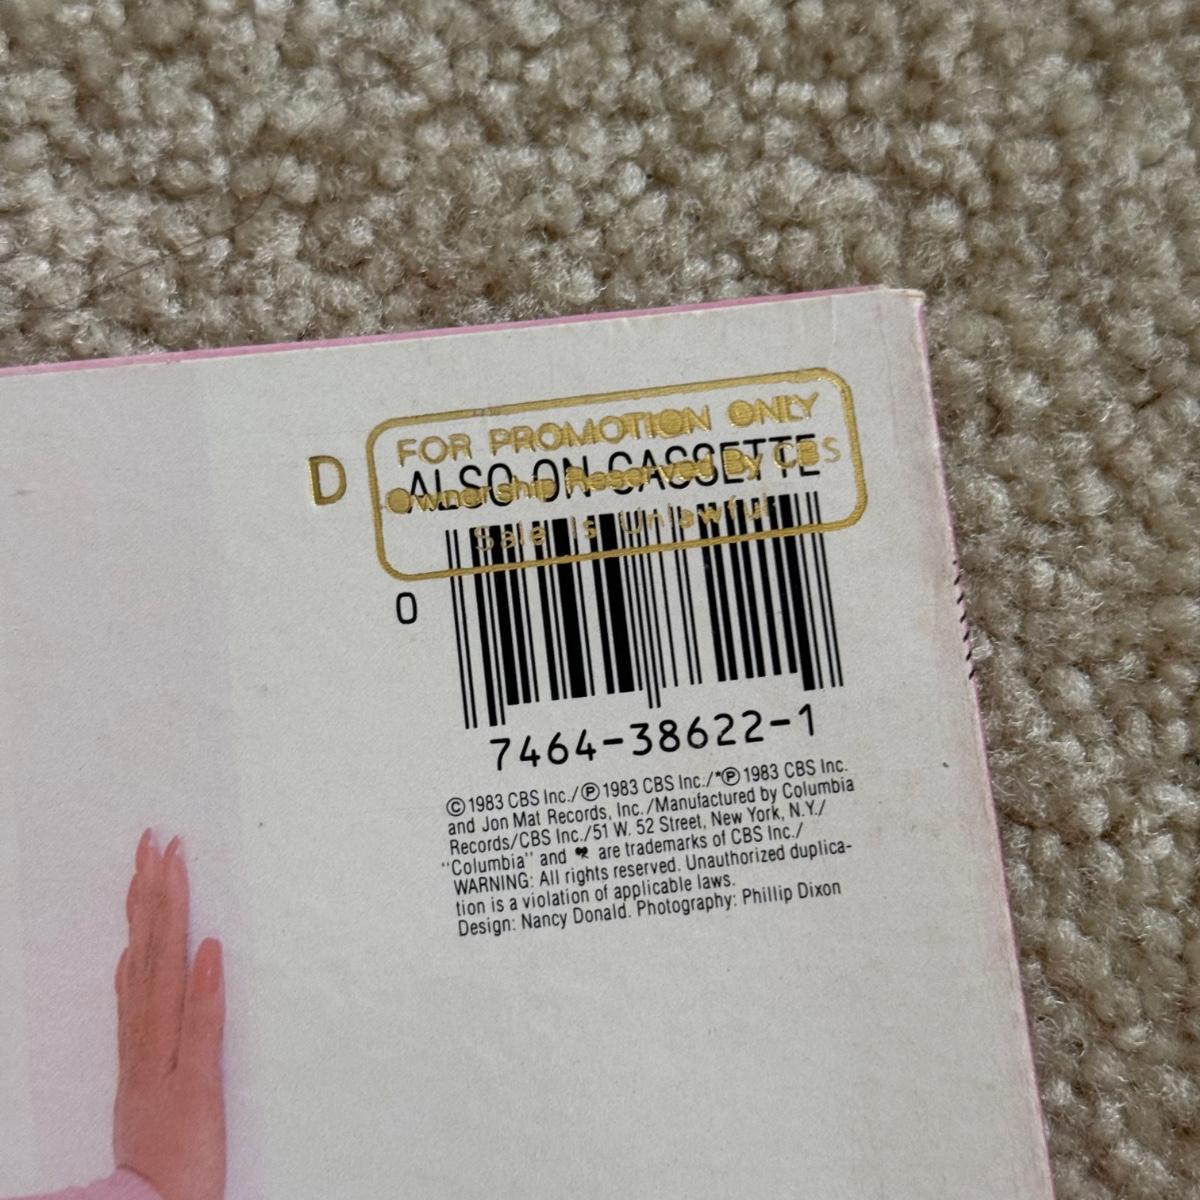 FOR PROMOTION ONLY
D
ALSO ON CASSETTE
Ownership Reserved By CBS
Sale Is Unlawful
0
7464-38622-1
© 1983 CBS Inc./℗ 1983 CBS Inc./*℗ 1983 CBS Inc.
and Jon Mat Records, Inc./Manufactured by Columbia
Records/CBS Inc./51 W. 52 Street, New York, N.Y./
"Columbia" and are trademarks of CBS Inc./
WARNING: All rights reserved. Unauthorized duplica-
tion is a violation of applicable laws.
Design: Nancy Donald. Photography: Phillip Dixon